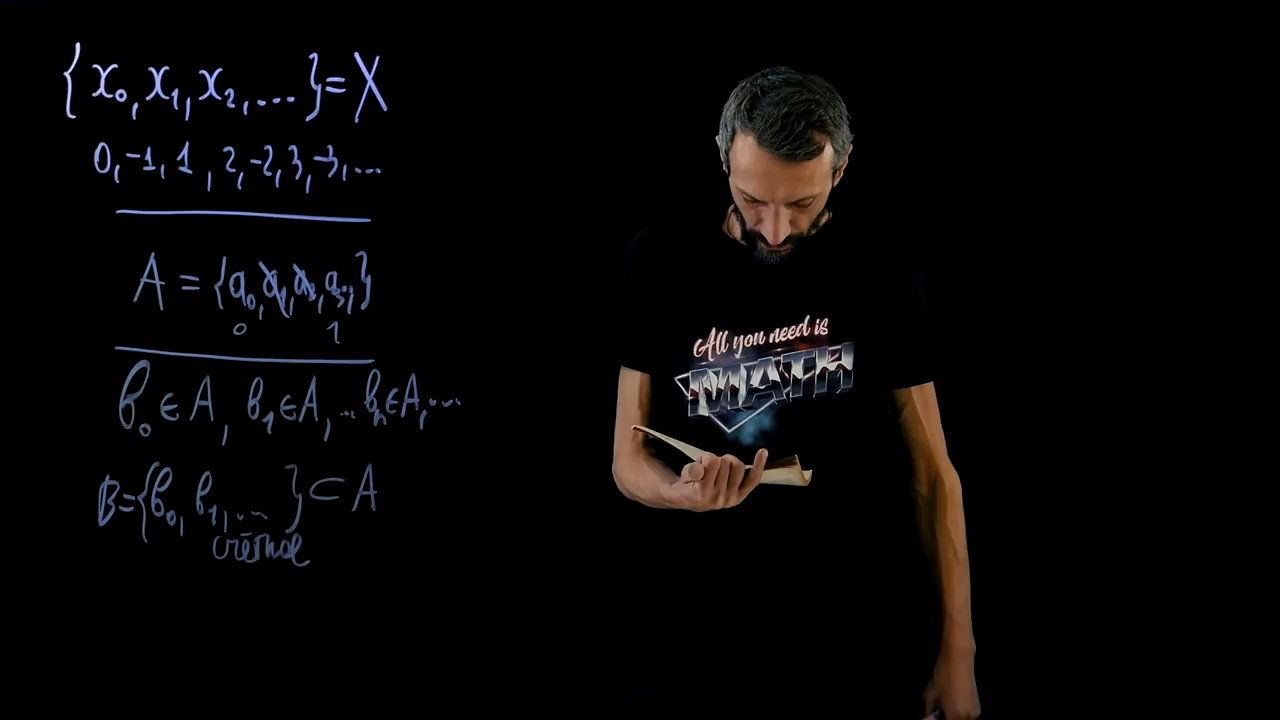 {x₀, x₁, x₂, ...} = X
0, -1, 1, 2, -2, 3, -3, ...
A = {a₀, a₁, a₂, a₃, }
0 1
b₀ ∈ A, b₁ ∈ A, ... bₙ ∈ A, ...
B = {b₀, b₁, ... } ⊂ A
счётное
All you need is
MATH